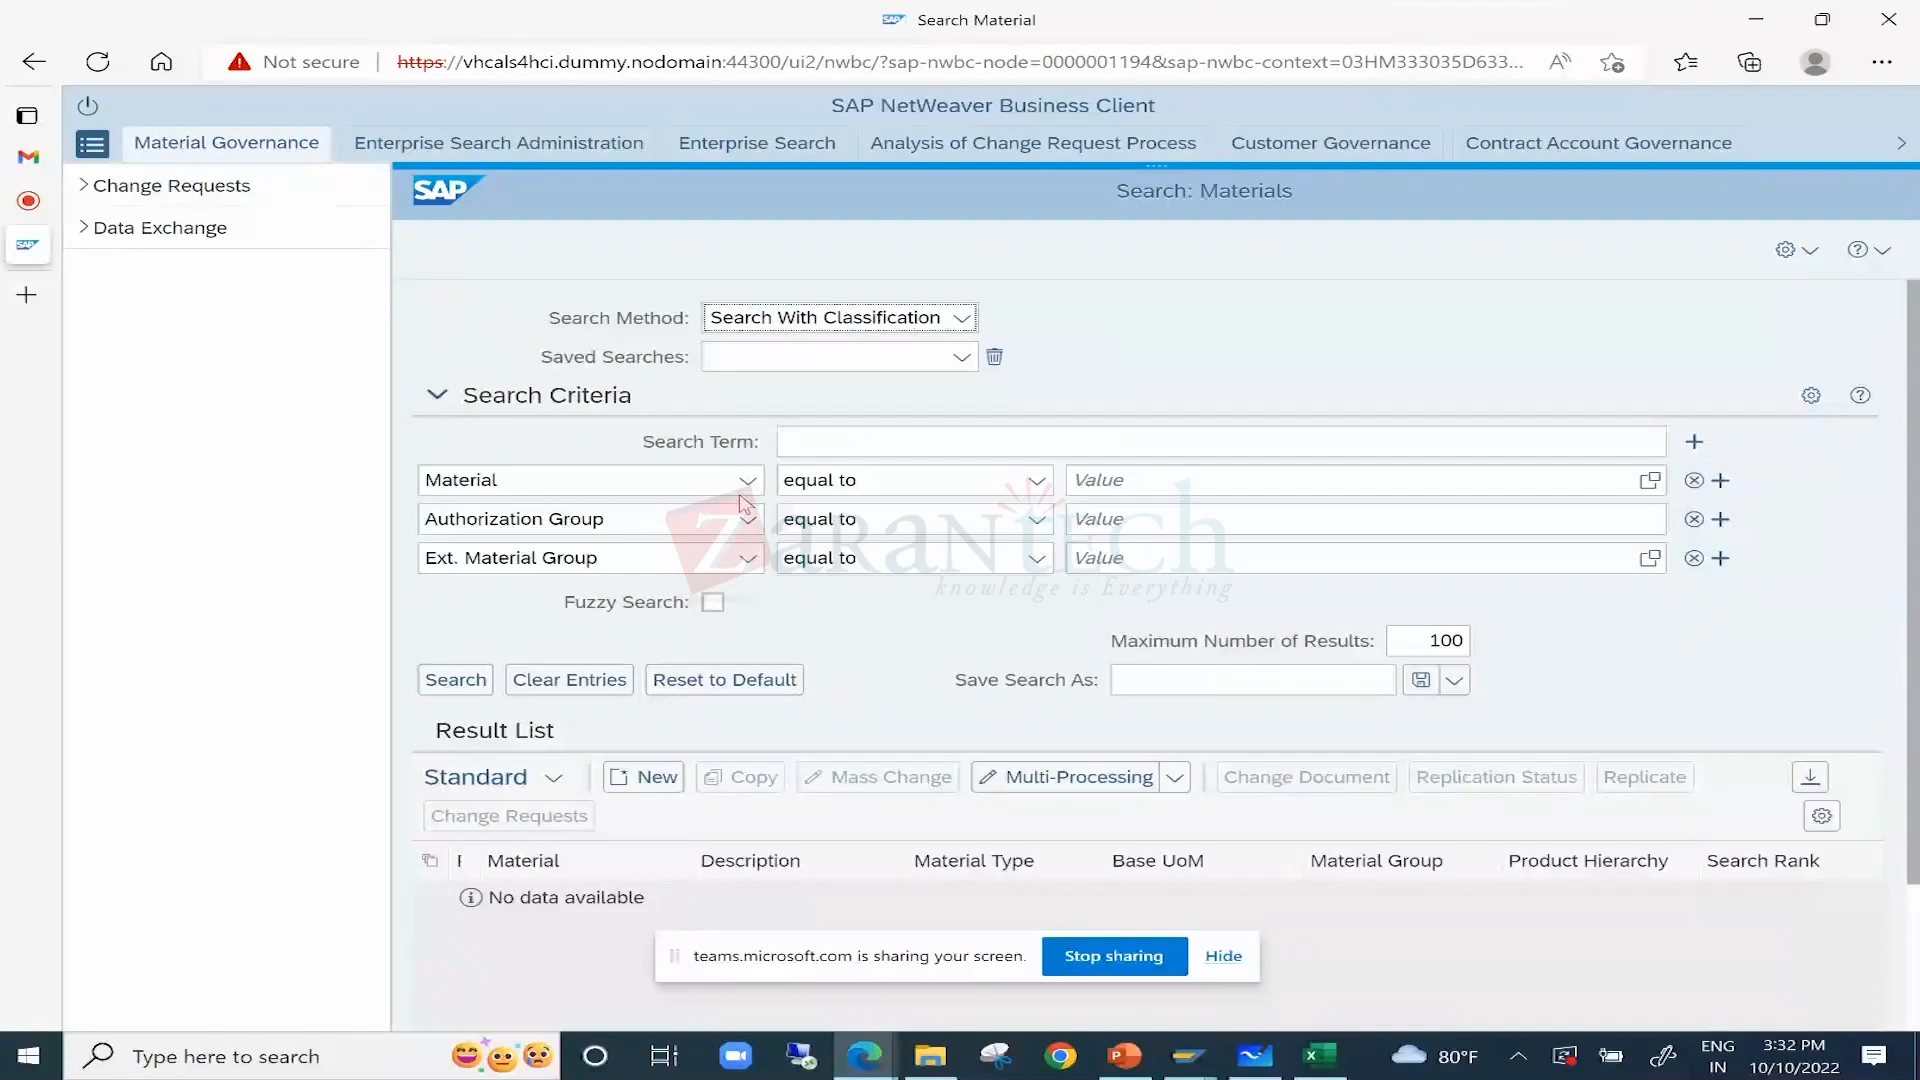 Search Material
Not secure
https://vhcals4hci.dummy.nodomain:44300/ui2/nwbc/?sap-nwbc-node=0000001194&sap-nwbc-context=03HM333035D633...
SAP NetWeaver Business Client
Material Governance
Enterprise Search Administration
Enterprise Search
Analysis of Change Request Process
Customer Governance
Contract Account Governance
Change Requests
Data Exchange
SAP
Search: Materials
Search Method: Search With Classification
Saved Searches:
Search Criteria
Search Term:
Material equal to Value
Authorization Group equal to Value
Ext. Material Group equal to Value
ZaranTech
knowledge is Everything
Fuzzy Search:
Maximum Number of Results: 100
Search Clear Entries Reset to Default Save Search As:
Result List
Standard New Copy Mass Change Multi-Processing Change Document Replication Status Replicate
Change Requests
Material Description Material Type Base UoM Material Group Product Hierarchy Search Rank
No data available
teams.microsoft.com is sharing your screen. Stop sharing Hide
Type here to search
80°F
ENG
IN
3:32 PM
10/10/2022